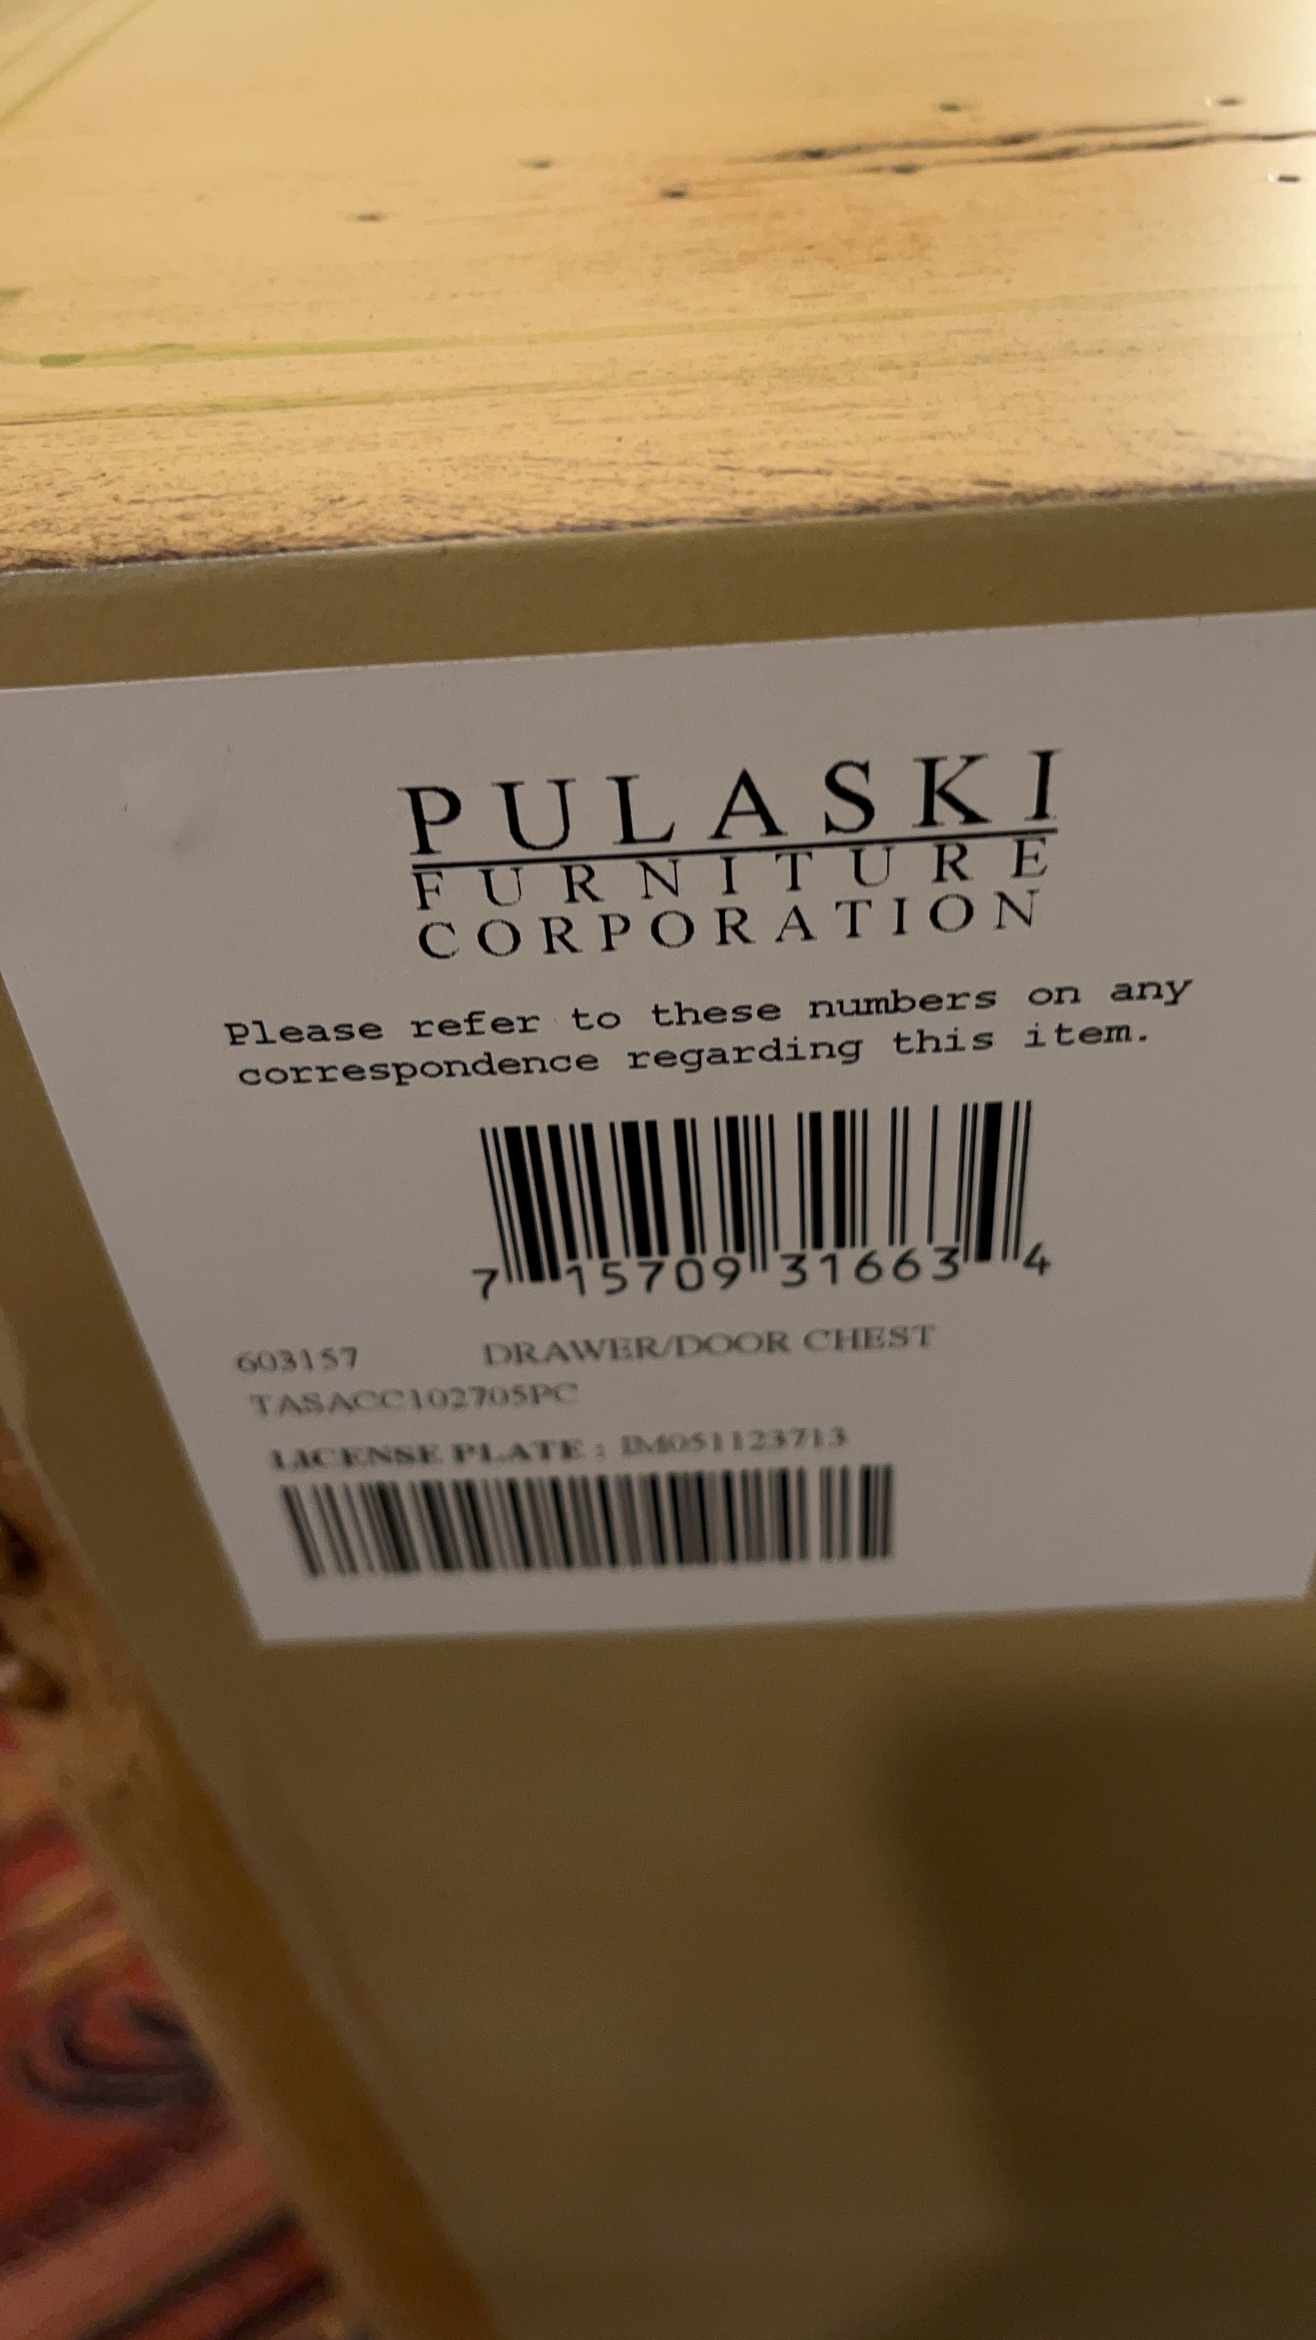 PULASKI
FURNITURE
CORPORATION
Please refer to these numbers on any
correspondence regarding this item.
7 15709 31663 4
603157 DRAWER/DOOR CHEST
TASACC102705PC
LICENSE PLATE : IM051123713